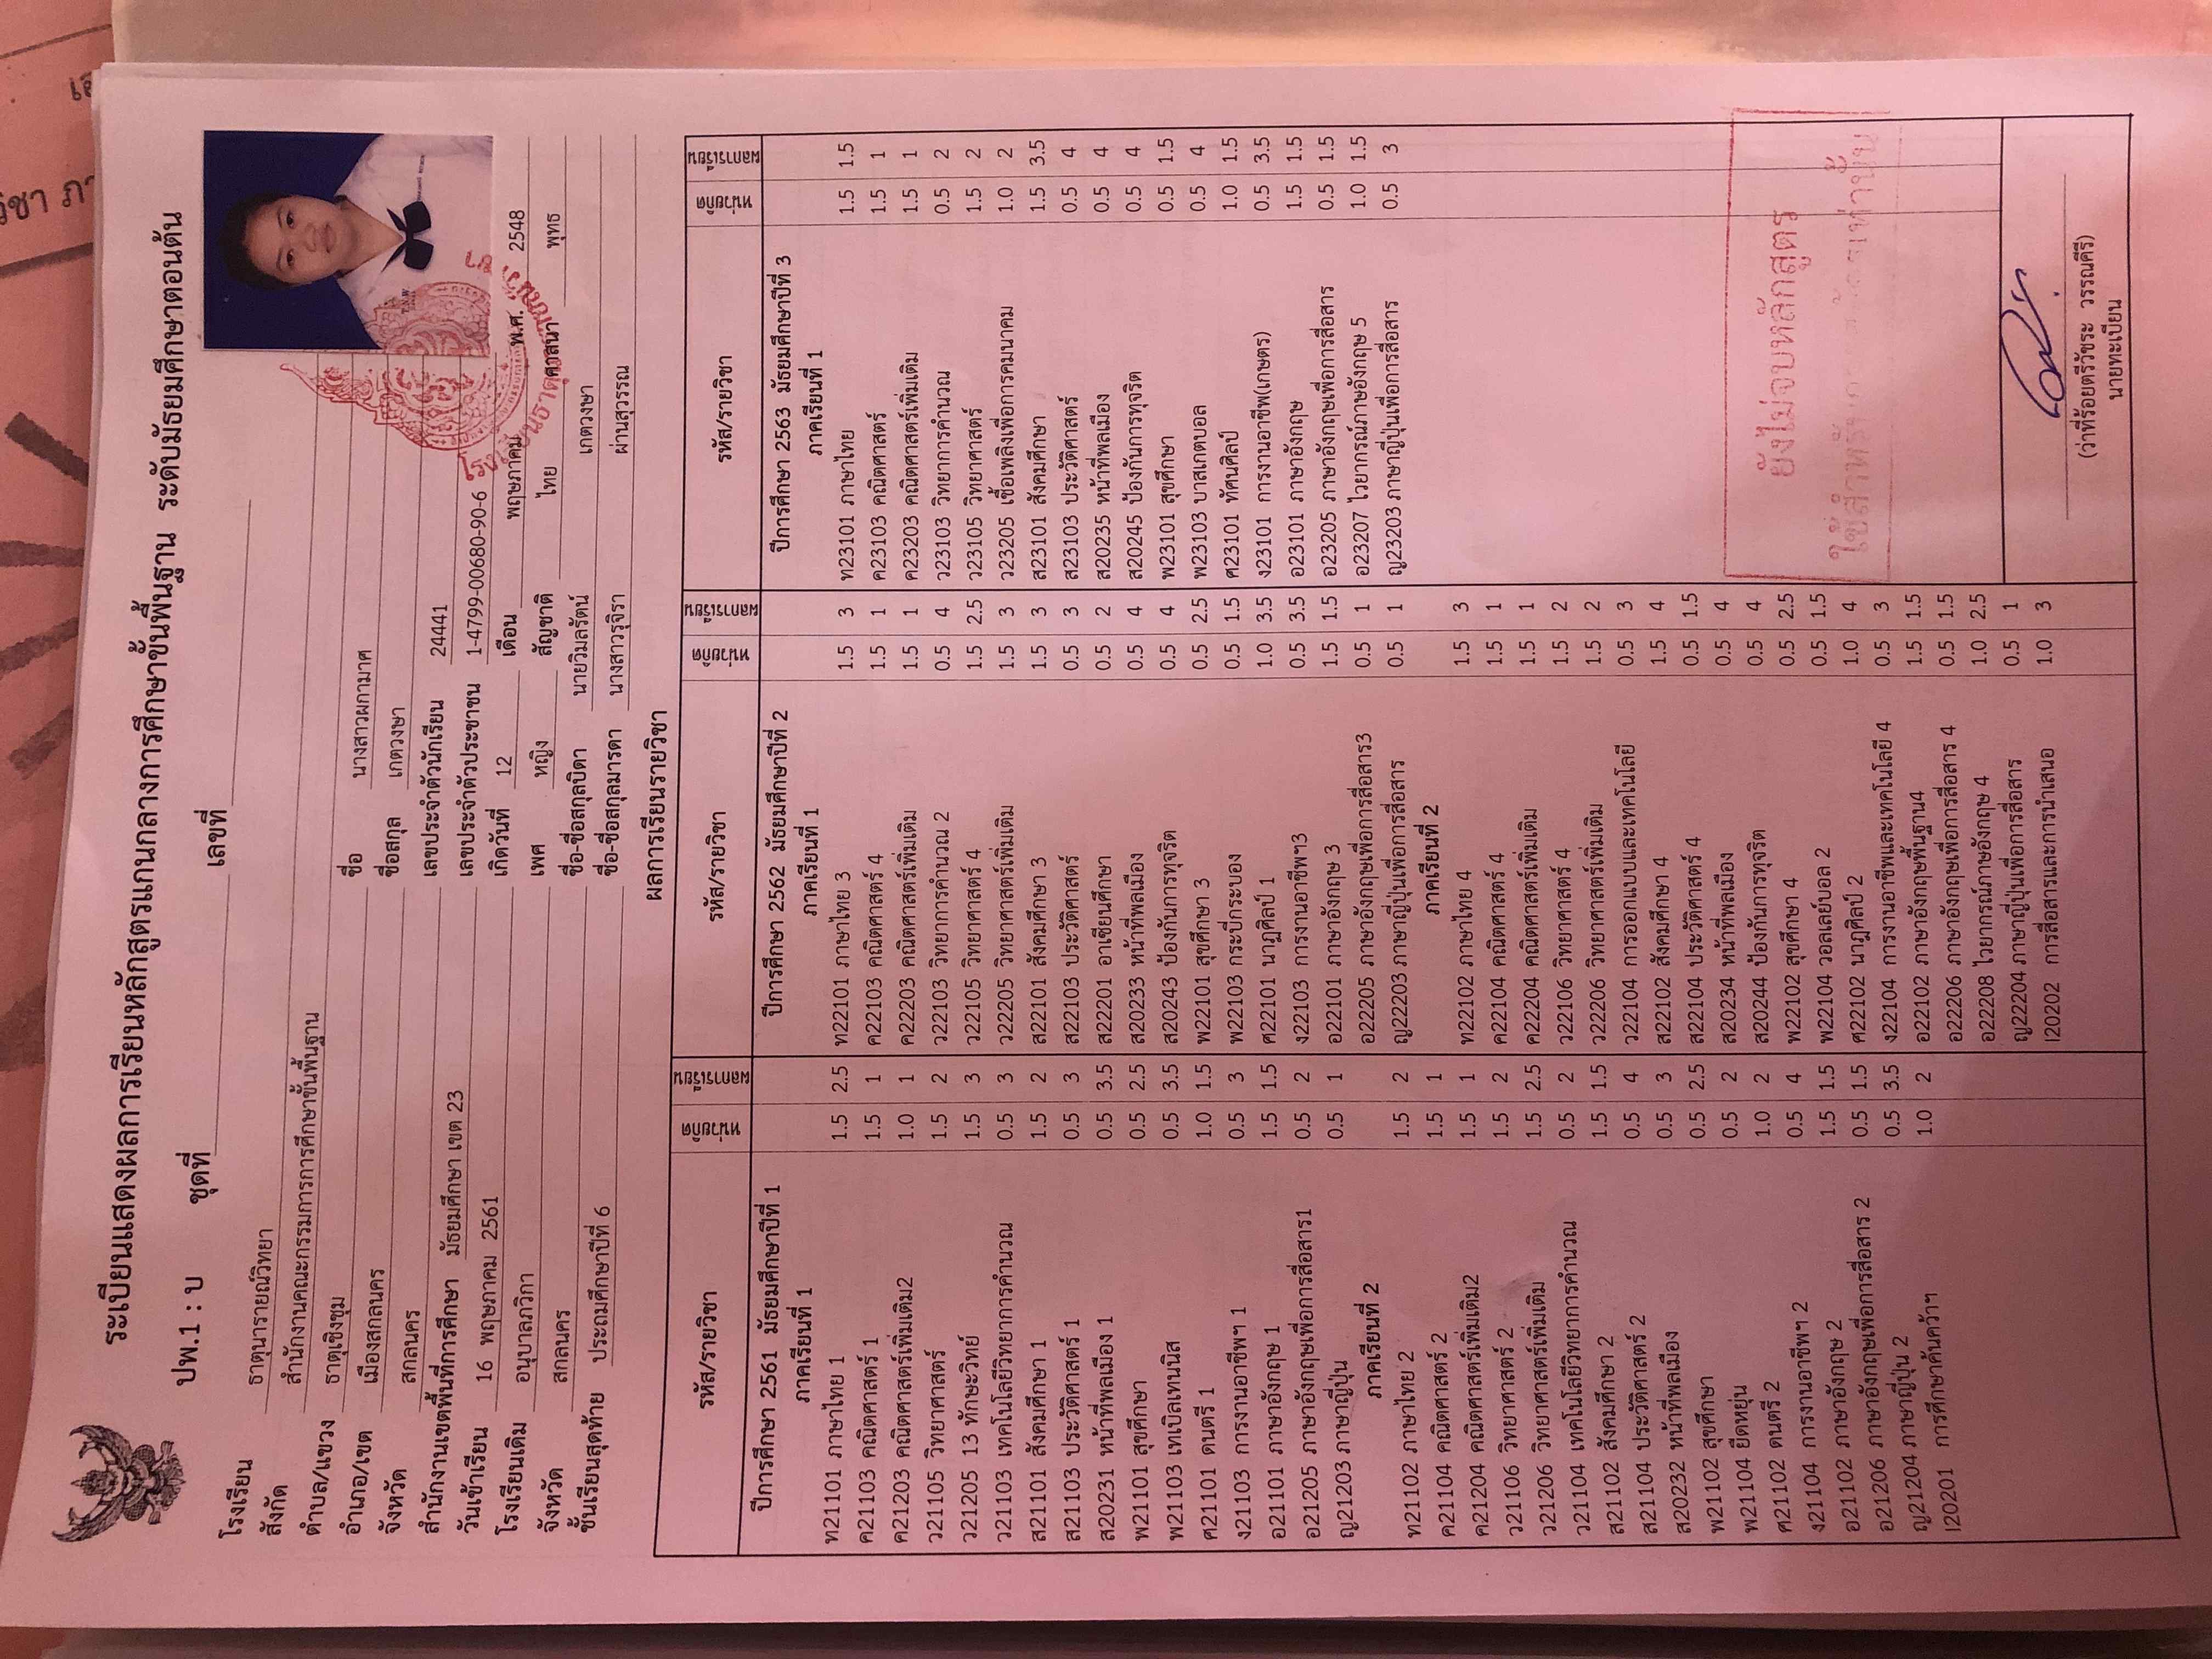 ระเบียนแสดงผลการเรียนหลักสูตรแกนกลางการศึกษาขั้นพื้นฐาน ระดับมัธยมศึกษาตอนต้น
ปพ.1 : บ ชุดที่ เลขที่
โรงเรียน ธาตุนารายณ์วิทยา
สังกัด สำนักงานคณะกรรมการการศึกษาขั้นพื้นฐาน
ตำบล/แขวง ธาตุเชิงชุม
อำเภอ/เขต เมืองสกลนคร
จังหวัด สกลนคร
สำนักงานเขตพื้นที่การศึกษา มัธยมศึกษา เขต 23
วันเข้าเรียน 16 พฤษภาคม 2561
โรงเรียนเดิม อนุบาลภวิกา
จังหวัด สกลนคร
ชั้นเรียนสุดท้าย ประถมศึกษาปีที่ 6
ชื่อ นางสาวผกามาศ
ชื่อสกุล เกตวงษา
เลขประจำตัวนักเรียน 24441
เลขประจำตัวประชาชน 1-4799-00680-90-6
เกิดวันที่ 12 เดือน พฤษภาคม พ.ศ. 2548
เพศ หญิง สัญชาติ ไทย ศาสนา พุทธ
ชื่อ-ชื่อสกุลบิดา นายวิมลรัตน์ เกตวงษา
ชื่อ-ชื่อสกุลมารดา นางสาวรุจิรา ผ่านสุวรรณ
ผลการเรียนรายวิชา
รหัส/รายวิชา หน่วยกิต ผลการเรียน
ปีการศึกษา 2561 มัธยมศึกษาปีที่ 1
ภาคเรียนที่ 1
ท21101 ภาษาไทย 1 1.5 2.5
ค21103 คณิตศาสตร์ 1 1.5 1
ค21203 คณิตศาสตร์เพิ่มเติม2 1.0 1
ว21105 วิทยาศาสตร์ 1.5 2
ว21205 13 ทักษะวิทย์ 1.5 3
ว21103 เทคโนโลยีวิทยาการคำนวณ 0.5 3
ส21101 สังคมศึกษา 1 1.5 2
ส21103 ประวัติศาสตร์ 1 0.5 3
ส20231 หน้าที่พลเมือง 1 0.5 3.5
พ21101 สุขศึกษา 0.5 2.5
พ21103 เทเบิลเทนนิส 0.5 3.5
ศ21101 ดนตรี 1 1.0 1.5
ง21103 การงานอาชีพฯ 1 0.5 3
อ21101 ภาษาอังกฤษ 1 1.5 1.5
อ21205 ภาษาอังกฤษเพื่อการสื่อสาร1 0.5 2
ญ21203 ภาษาญี่ปุ่น 0.5 1
ภาคเรียนที่ 2
ท21102 ภาษาไทย 2 1.5 2
ค21104 คณิตศาสตร์ 2 1.5 1
ค21204 คณิตศาสตร์เพิ่มเติม2 1.5 1
ว21106 วิทยาศาสตร์ 2 1.5 2
ว21206 วิทยาศาสตร์เพิ่มเติม 1.5 2.5
ว21104 เทคโนโลยีวิทยาการคำนวณ 0.5 2
ส21102 สังคมศึกษา 2 1.5 1.5
ส21104 ประวัติศาสตร์ 2 0.5 4
ส20232 หน้าที่พลเมือง 0.5 3
พ21102 สุขศึกษา 0.5 2.5
พ21104 ยืดหยุ่น 0.5 2
ศ21102 ดนตรี 2 1.0 2
ง21104 การงานอาชีพฯ 2 0.5 4
อ21102 ภาษาอังกฤษ 2 1.5 1.5
อ21206 ภาษาอังกฤษเพื่อการสื่อสาร 2 0.5 1.5
ญ21204 ภาษาญี่ปุ่น 2 0.5 3.5
I20201 การศึกษาค้นคว้าฯ 1.0 2
รหัส/รายวิชา หน่วยกิต ผลการเรียน
ปีการศึกษา 2562 มัธยมศึกษาปีที่ 2
ภาคเรียนที่ 1
ท22101 ภาษาไทย 3 1.5 3
ค22103 คณิตศาสตร์ 4 1.5 1
ค22203 คณิตศาสตร์เพิ่มเติม 1.5 1
ว22103 วิทยาการคำนวณ 2 0.5 4
ว22105 วิทยาศาสตร์ 4 1.5 2.5
ว22205 วิทยาศาสตร์เพิ่มเติม 1.5 3
ส22101 สังคมศึกษา 3 1.5 3
ส22103 ประวัติศาสตร์ 0.5 3
ส22201 อาเซียนศึกษา 0.5 2
ส20233 หน้าที่พลเมือง 0.5 4
ส20243 ป้องกันการทุจริต 0.5 4
พ22101 สุขศึกษา 3 0.5 2.5
พ22103 กระบี่กระบอง 0.5 1.5
ศ22101 นาฏศิลป์ 1 1.0 3.5
ง22103 การงานอาชีพฯ3 0.5 3.5
อ22101 ภาษาอังกฤษ 3 1.5 1.5
อ22205 ภาษาอังกฤษเพื่อการสื่อสาร3 0.5 1
ญ22203 ภาษาญี่ปุ่นเพื่อการสื่อสาร 0.5 1
ภาคเรียนที่ 2
ท22102 ภาษาไทย 4 1.5 3
ค22104 คณิตศาสตร์ 4 1.5 1
ค22204 คณิตศาสตร์เพิ่มเติม 1.5 1
ว22106 วิทยาศาสตร์ 4 1.5 2
ว22206 วิทยาศาสตร์เพิ่มเติม 1.5 2
ว22104 การออกแบบและเทคโนโลยี 0.5 3
ส22102 สังคมศึกษา 4 1.5 4
ส22104 ประวัติศาสตร์ 4 0.5 1.5
ส20234 หน้าที่พลเมือง 0.5 4
ส20244 ป้องกันการทุจริต 0.5 4
พ22102 สุขศึกษา 4 0.5 2.5
พ22104 วอลเลย์บอล 2 0.5 1.5
ศ22102 นาฏศิลป์ 2 1.0 4
ง22104 การงานอาชีพและเทคโนโลยี 4 0.5 3
อ22102 ภาษาอังกฤษพื้นฐาน4 1.5 1.5
อ22206 ภาษาอังกฤษเพื่อการสื่อสาร 4 0.5 1.5
อ22208 ไวยากรณ์ภาษาอังกฤษ 4 1.0 2.5
ญ22204 ภาษาญี่ปุ่นเพื่อการสื่อสาร 0.5 1
I20202 การสื่อสารและการนำเสนอ 1.0 3
รหัส/รายวิชา หน่วยกิต ผลการเรียน
ปีการศึกษา 2563 มัธยมศึกษาปีที่ 3
ภาคเรียนที่ 1
ท23101 ภาษาไทย 1.5 1.5
ค23103 คณิตศาสตร์ 1.5 1
ค23203 คณิตศาสตร์เพิ่มเติม 1.5 1
ว23103 วิทยาการคำนวณ 0.5 2
ว23105 วิทยาศาสตร์ 1.5 2
ว23205 เชื้อเพลิงเพื่อการคมนาคม 1.0 2
ส23101 สังคมศึกษา 1.5 3.5
ส23103 ประวัติศาสตร์ 0.5 4
ส20235 หน้าที่พลเมือง 0.5 4
ส20245 ป้องกันการทุจริต 0.5 4
พ23101 สุขศึกษา 0.5 1.5
พ23103 บาสเกตบอล 0.5 4
ศ23101 ทัศนศิลป์ 1.0 1.5
ง23101 การงานอาชีพ(เกษตร) 0.5 3.5
อ23101 ภาษาอังกฤษ 1.5 1.5
อ23205 ภาษาอังกฤษเพื่อการสื่อสาร 0.5 1.5
อ23207 ไวยากรณ์ภาษาอังกฤษ 5 1.0 1.5
ญ23203 ภาษาญี่ปุ่นเพื่อการสื่อสาร 0.5 3
ยังไม่จบหลักสูตร
(ว่าที่ร้อยตรีวัชระ วรรณคีรี)
นายทะเบียน